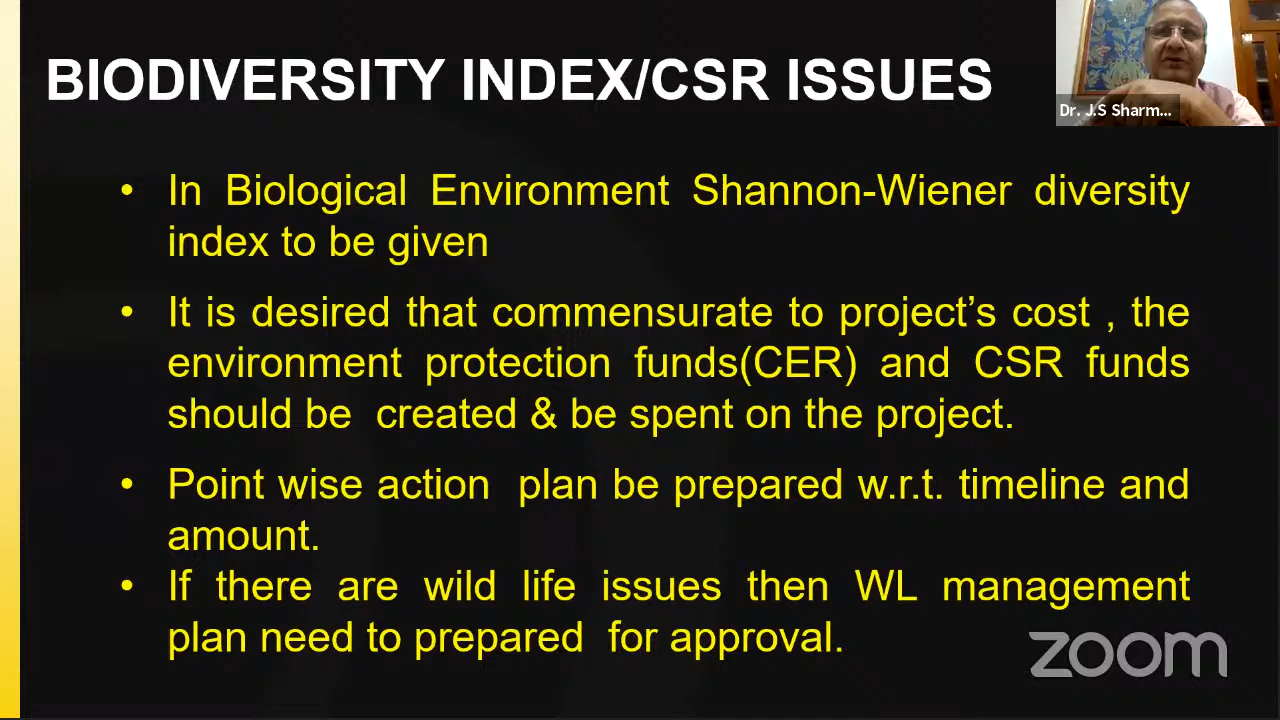 BIODIVERSITY INDEX/CSR ISSUES
Dr. J.S Sharm...
• In Biological Environment Shannon-Wiener diversity
index to be given
• It is desired that commensurate to project’s cost , the
environment protection funds(CER) and CSR funds
should be created & be spent on the project.
• Point wise action plan be prepared w.r.t. timeline and
amount.
• If there are wild life issues then WL management
plan need to prepared for approval.
zoom